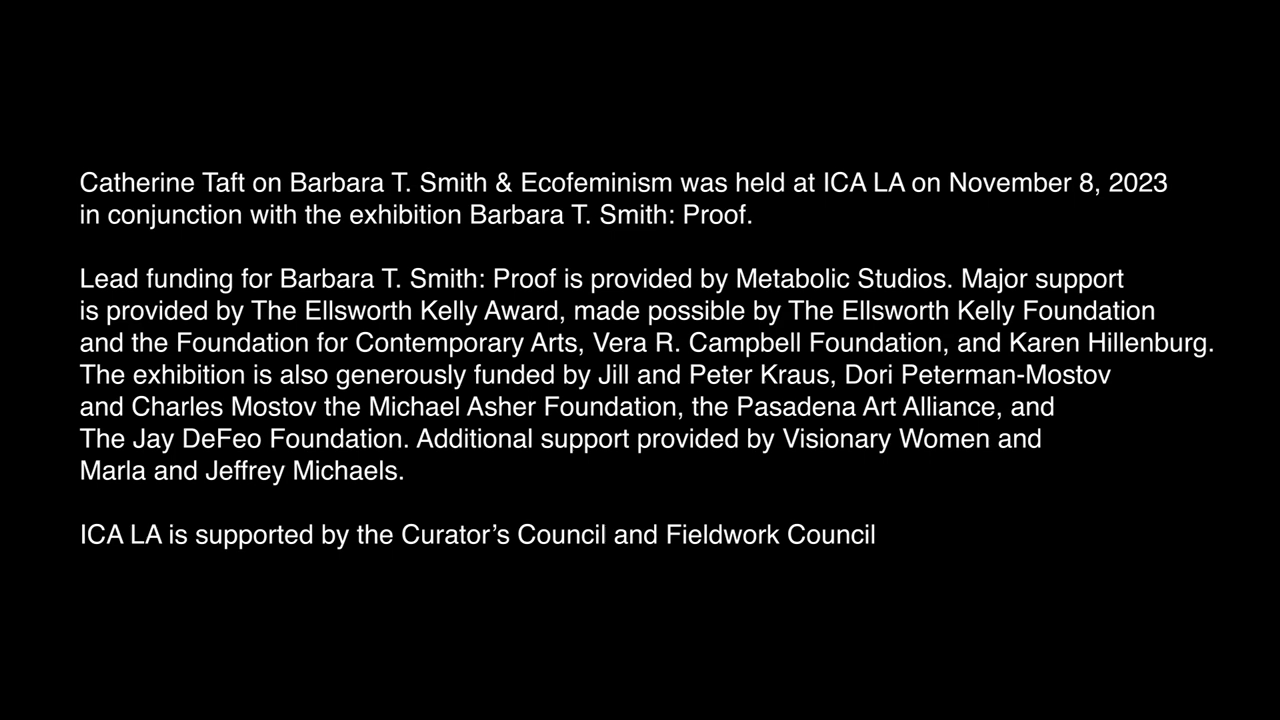 Catherine Taft on Barbara T. Smith & Ecofeminism was held at ICA LA on November 8, 2023
in conjunction with the exhibition Barbara T. Smith: Proof.
Lead funding for Barbara T. Smith: Proof is provided by Metabolic Studios. Major support
is provided by The Ellsworth Kelly Award, made possible by The Ellsworth Kelly Foundation
and the Foundation for Contemporary Arts, Vera R. Campbell Foundation, and Karen Hillenburg.
The exhibition is also generously funded by Jill and Peter Kraus, Dori Peterman-Mostov
and Charles Mostov the Michael Asher Foundation, the Pasadena Art Alliance, and
The Jay DeFeo Foundation. Additional support provided by Visionary Women and
Marla and Jeffrey Michaels.
ICA LA is supported by the Curator’s Council and Fieldwork Council